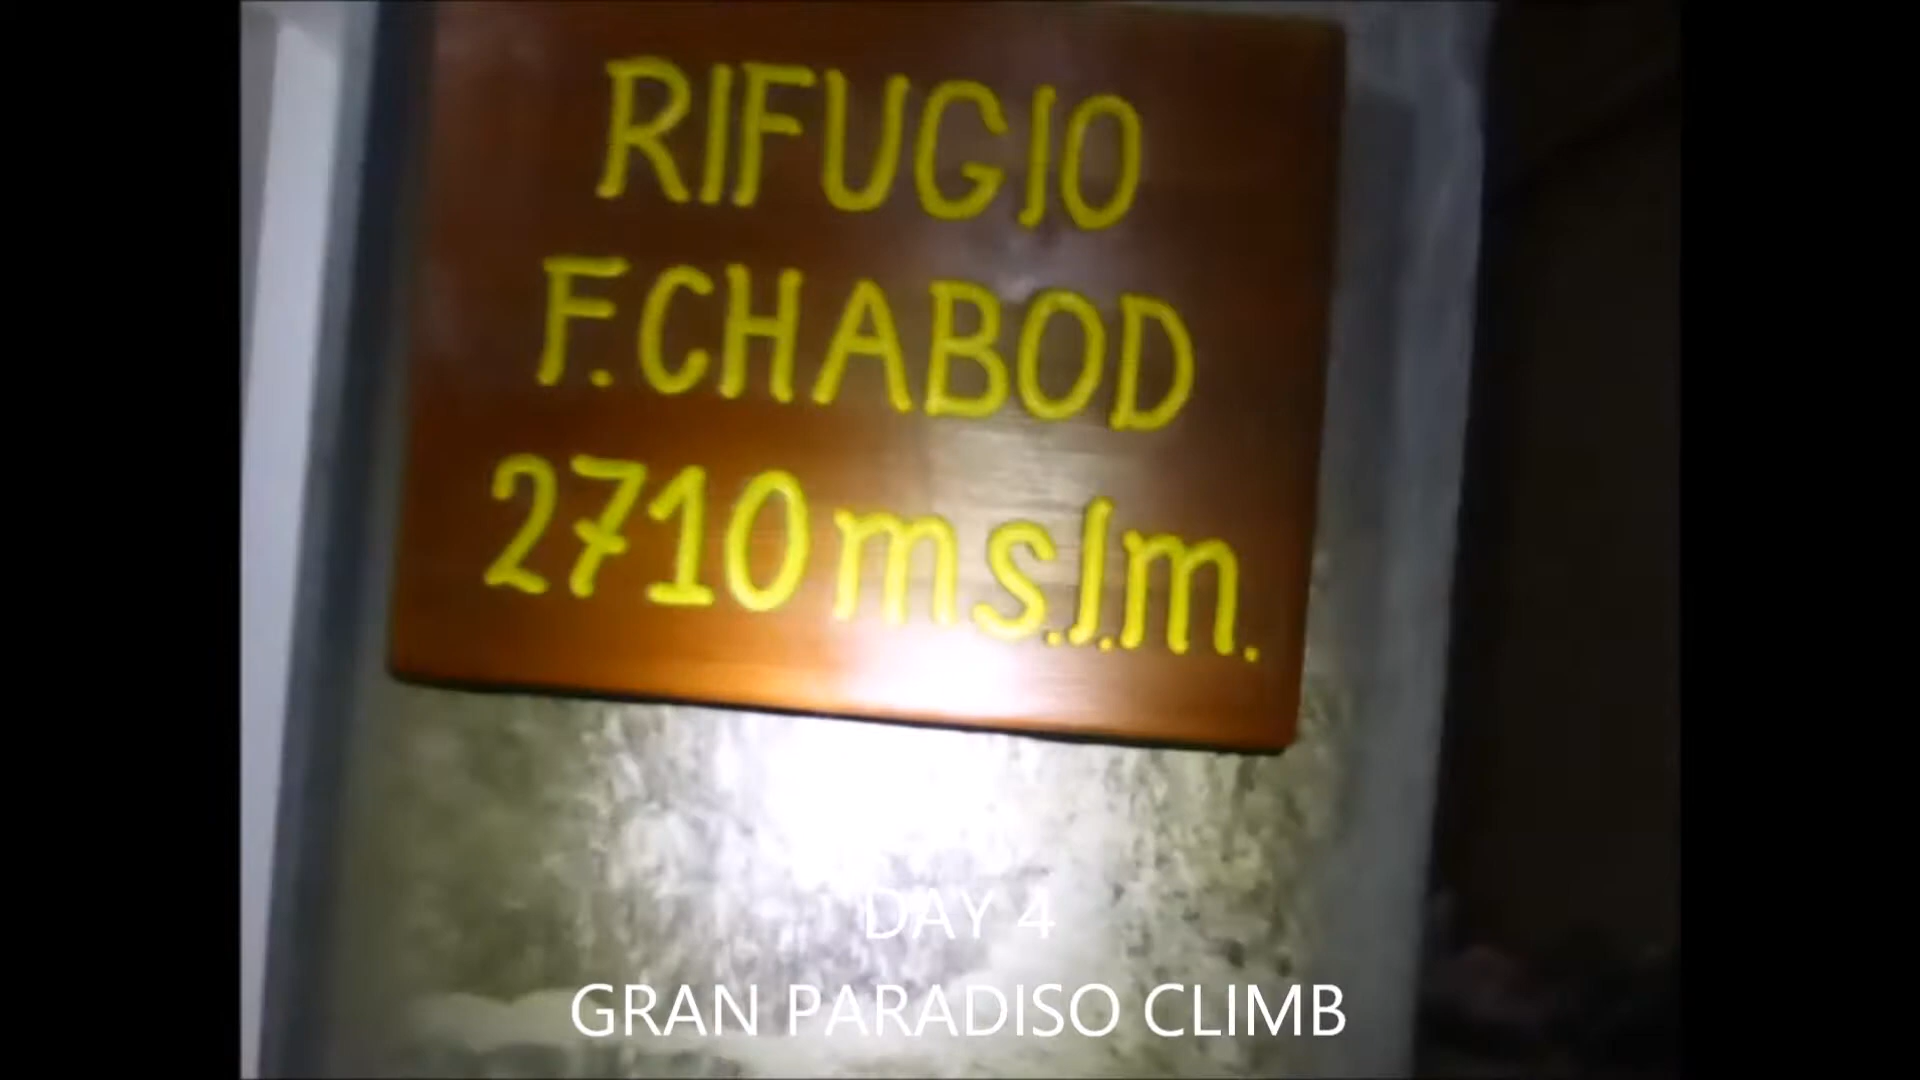 RIFUGIO
F.CHABOD
2710 m s.l.m.
DAY 4
GRAN PARADISO CLIMB